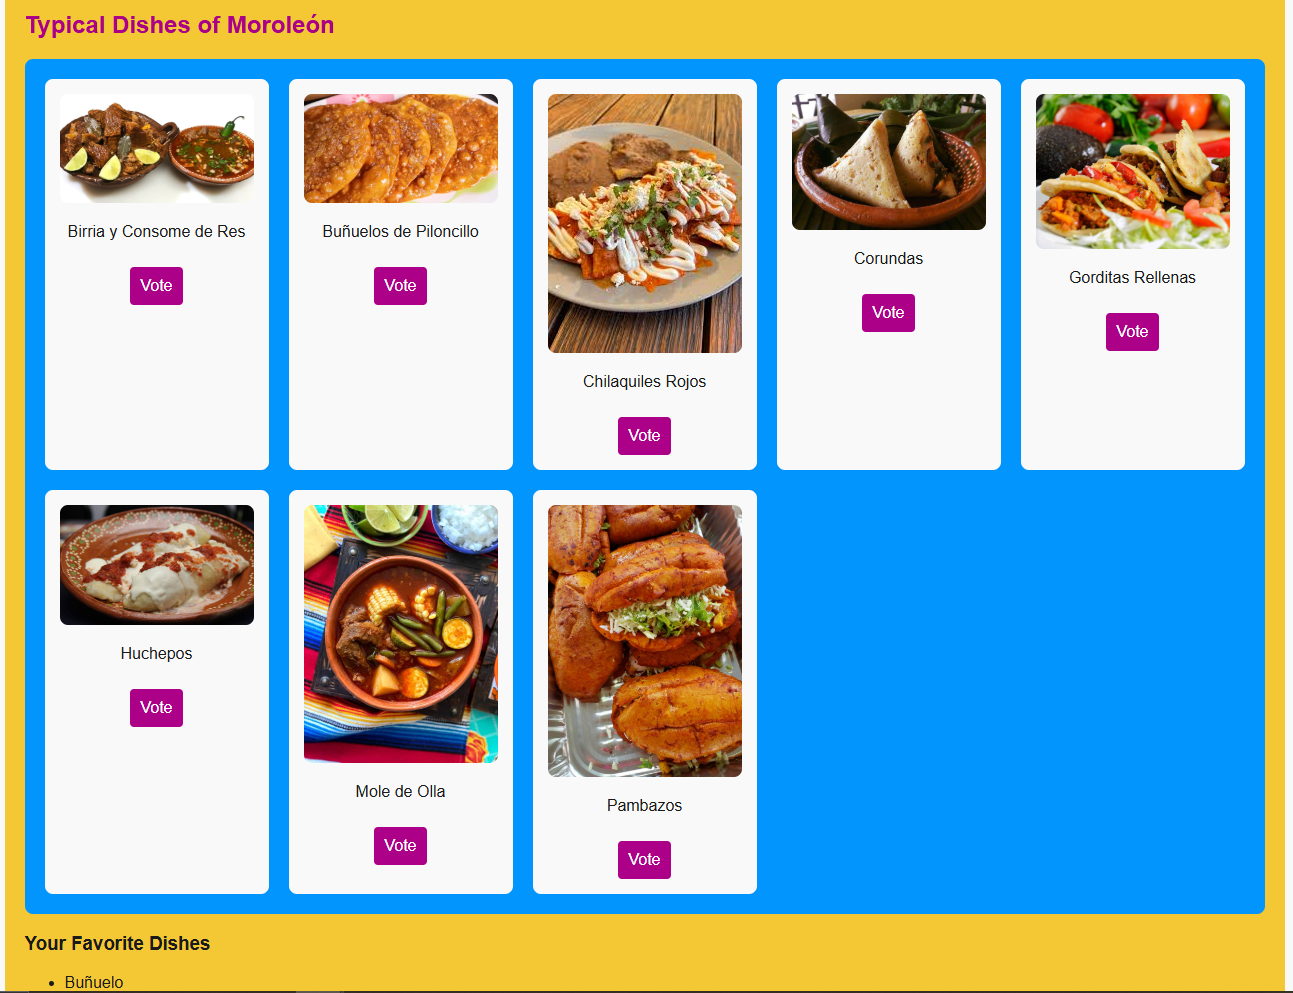 Typical Dishes of Moroleón
Birria y Consome de Res
Vote
Buñuelos de Piloncillo
Vote
Chilaquiles Rojos
Vote
Corundas
Vote
Gorditas Rellenas
Vote
Huchepos
Vote
Mole de Olla
Vote
Pambazos
Vote
Your Favorite Dishes
Buñuelo